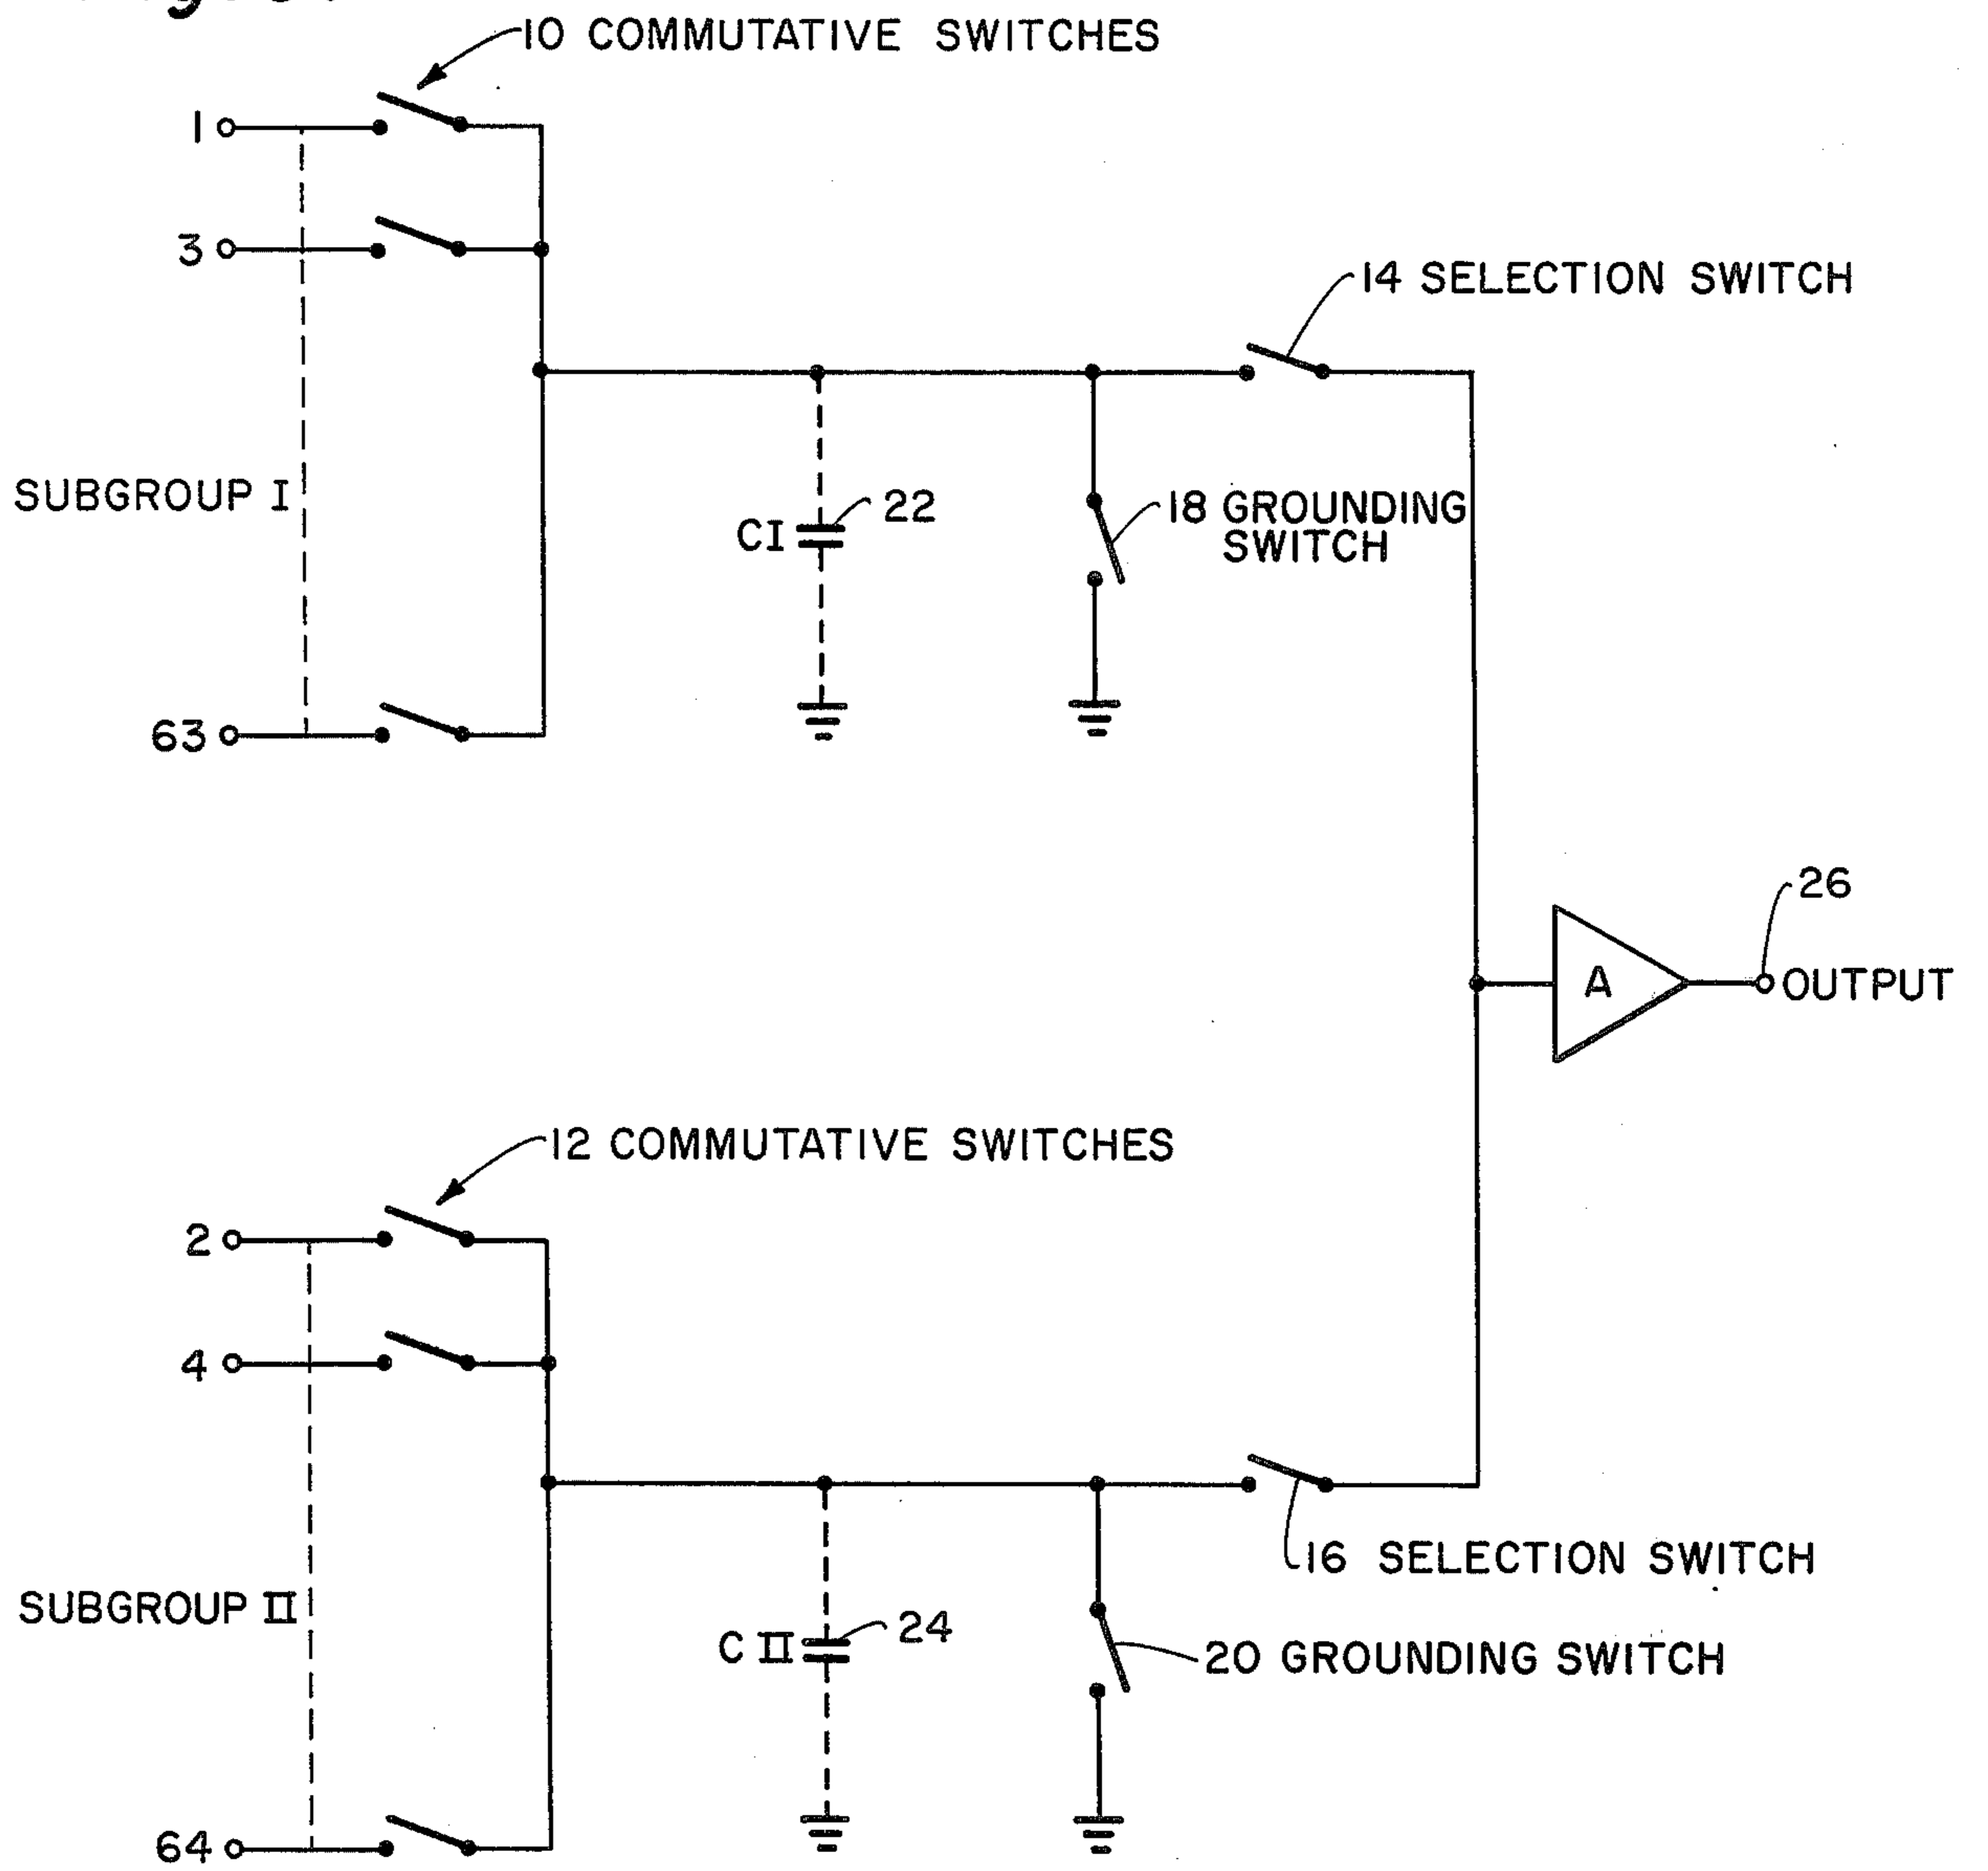 10 COMMUTATIVE SWITCHES
1
3
14 SELECTION SWITCH
SUBGROUP I
CI
22
18 GROUNDING
SWITCH
63
26
A
OUTPUT
12 COMMUTATIVE SWITCHES
2
4
16 SELECTION SWITCH
SUBGROUP II
C II
24
20 GROUNDING SWITCH
64